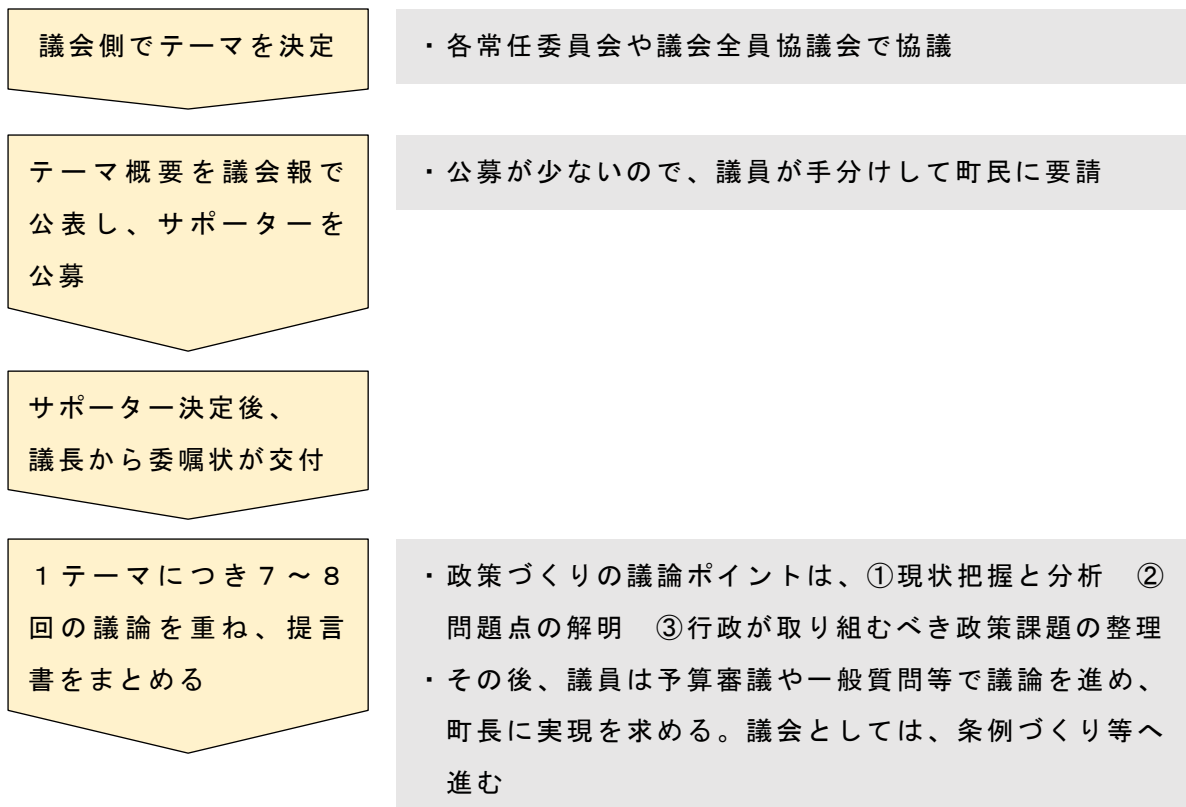 議会側でテーマを決定
・各常任委員会や議会全員協議会で協議
テーマ概要を議会報で
公表し、サポーターを
公募
・公募が少ないので、議員が手分けして町民に要請
サポーター決定後、
議長から委嘱状が交付
１テーマにつき７～８
回の議論を重ね、提言
書をまとめる
・政策づくりの議論ポイントは、①現状把握と分析　②
問題点の解明　③行政が取り組むべき政策課題の整理
・その後、議員は予算審議や一般質問等で議論を進め、
町長に実現を求める。議会としては、条例づくり等へ
進む